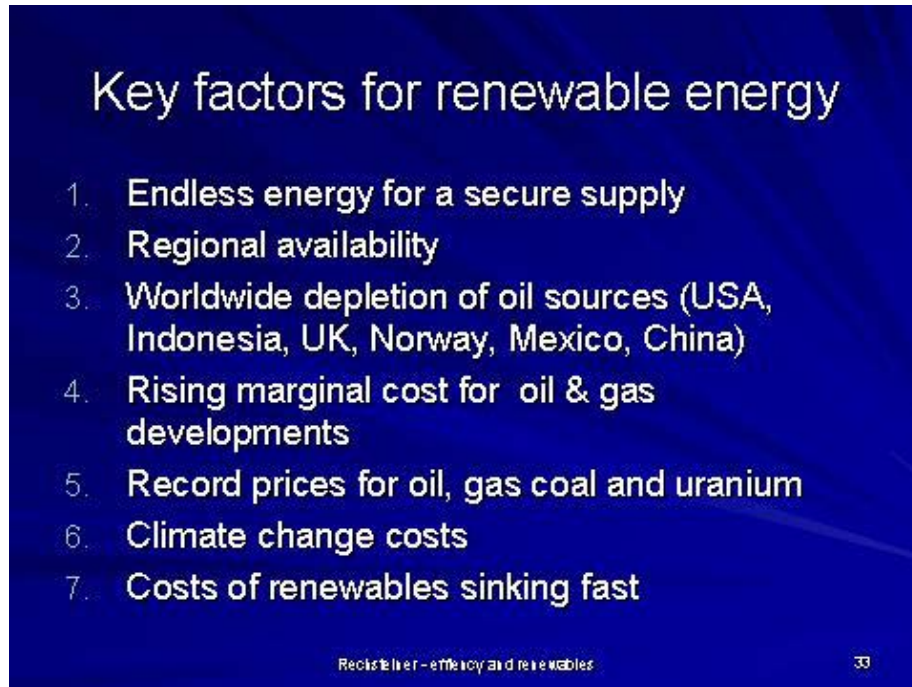 Key factors for renewable energy
1. Endless energy for a secure supply
2. Regional availability
3. Worldwide depletion of oil sources (USA,
Indonesia, UK, Norway, Mexico, China)
4. Rising marginal cost for oil & gas
developments
5. Record prices for oil, gas coal and uranium
6. Climate change costs
7. Costs of renewables sinking fast
and renewables 33